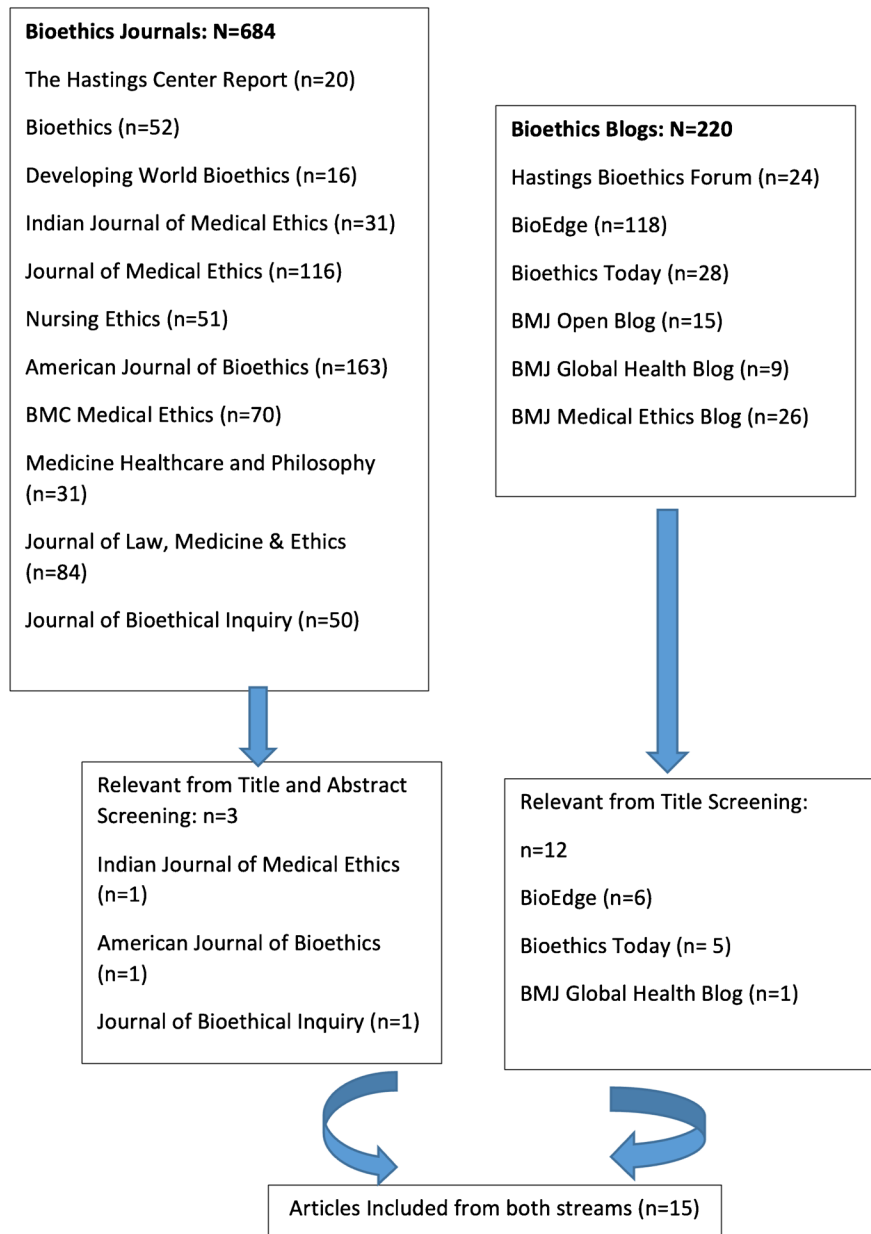 Bioethics Journals: N=684
The Hastings Center Report (n=20)
Bioethics (n=52)
Developing World Bioethics (n=16)
Indian Journal of Medical Ethics (n=31)
Journal of Medical Ethics (n=116)
Nursing Ethics (n=51)
American Journal of Bioethics (n=163)
BMC Medical Ethics (n=70)
Medicine Healthcare and Philosophy
(n=31)
Journal of Law, Medicine & Ethics
(n=84)
Journal of Bioethical Inquiry (n=50)
Bioethics Blogs: N=220
Hastings Bioethics Forum (n=24)
BioEdge (n=118)
Bioethics Today (n=28)
BMJ Open Blog (n=15)
BMJ Global Health Blog (n=9)
BMJ Medical Ethics Blog (n=26)
Relevant from Title and Abstract
Screening: n=3
Indian Journal of Medical Ethics
(n=1)
American Journal of Bioethics
(n=1)
Journal of Bioethical Inquiry (n=1)
Relevant from Title Screening:
n=12
BioEdge (n=6)
Bioethics Today (n= 5)
BMJ Global Health Blog (n=1)
Articles Included from both streams (n=15)